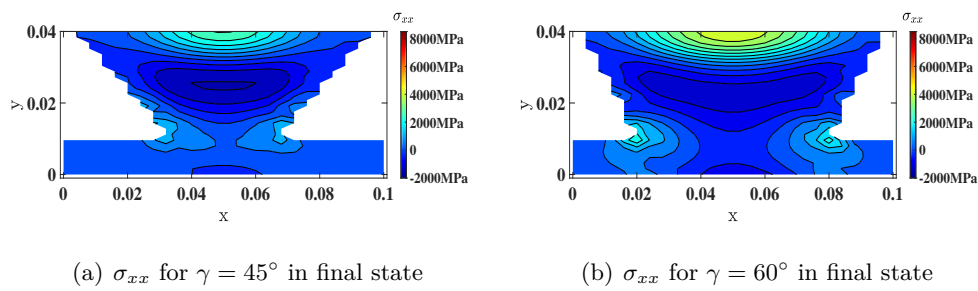 σxx σxx
0.04 8000MPa 0.04 8000MPa
6000MPa 6000MPa
y 0.02 4000MPa y 0.02 4000MPa
2000MPa 2000MPa
0 0
0 -2000MPa 0 -2000MPa
0 0.02 0.04 0.06 0.08 0.1 0 0.02 0.04 0.06 0.08 0.1
x x
(a) σxx for γ = 45° in final state (b) σxx for γ = 60° in final state